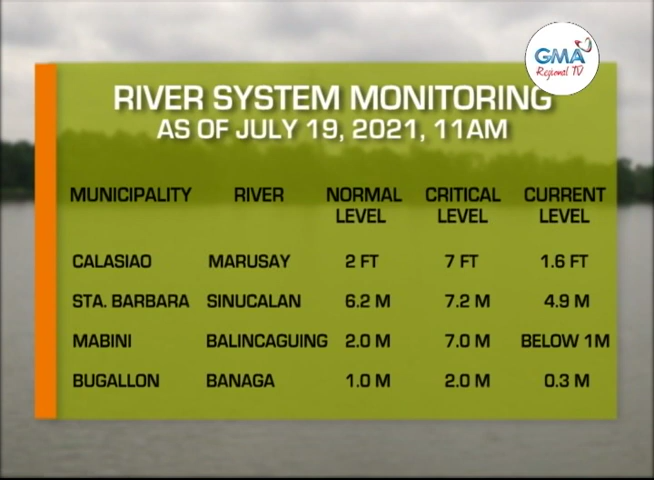 GMA
Regional TV
RIVER SYSTEM MONITORING
AS OF JULY 19, 2021, 11AM
MUNICIPALITY RIVER NORMAL LEVEL CRITICAL LEVEL CURRENT LEVEL
CALASIAO MARUSAY 2 FT 7 FT 1.6 FT
STA. BARBARA SINUCALAN 6.2 M 7.2 M 4.9 M
MABINI BALINCAGUING 2.0 M 7.0 M BELOW 1M
BUGALLON BANAGA 1.0 M 2.0 M 0.3 M